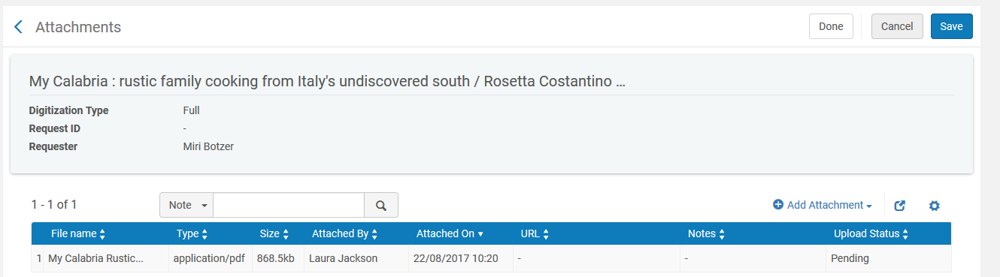 Attachments Done Cancel Save
My Calabria : rustic family cooking from Italy's undiscovered south / Rosetta Costantino ...
Digitization Type Full
Request ID -
Requester Miri Botzer
1 - 1 of 1 Note Add Attachment
File name Type Size Attached By Attached On URL Notes Upload Status
1 My Calabria Rustic... application/pdf 868.5kb Laura Jackson 22/08/2017 10:20 - - Pending